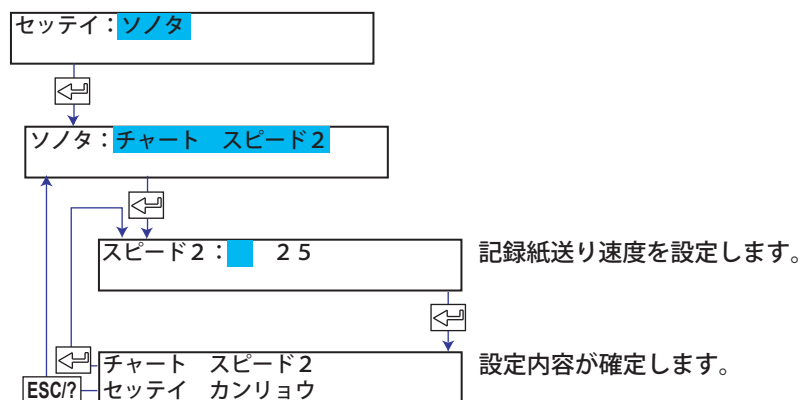 セッテイ：ソノタ
ソノタ：チャート　スピード２
スピード２：　　２５
記録紙送り速度を設定します。
チャート　スピード２
設定内容が確定します。
ESC/?
セッテイ　カンリョウ